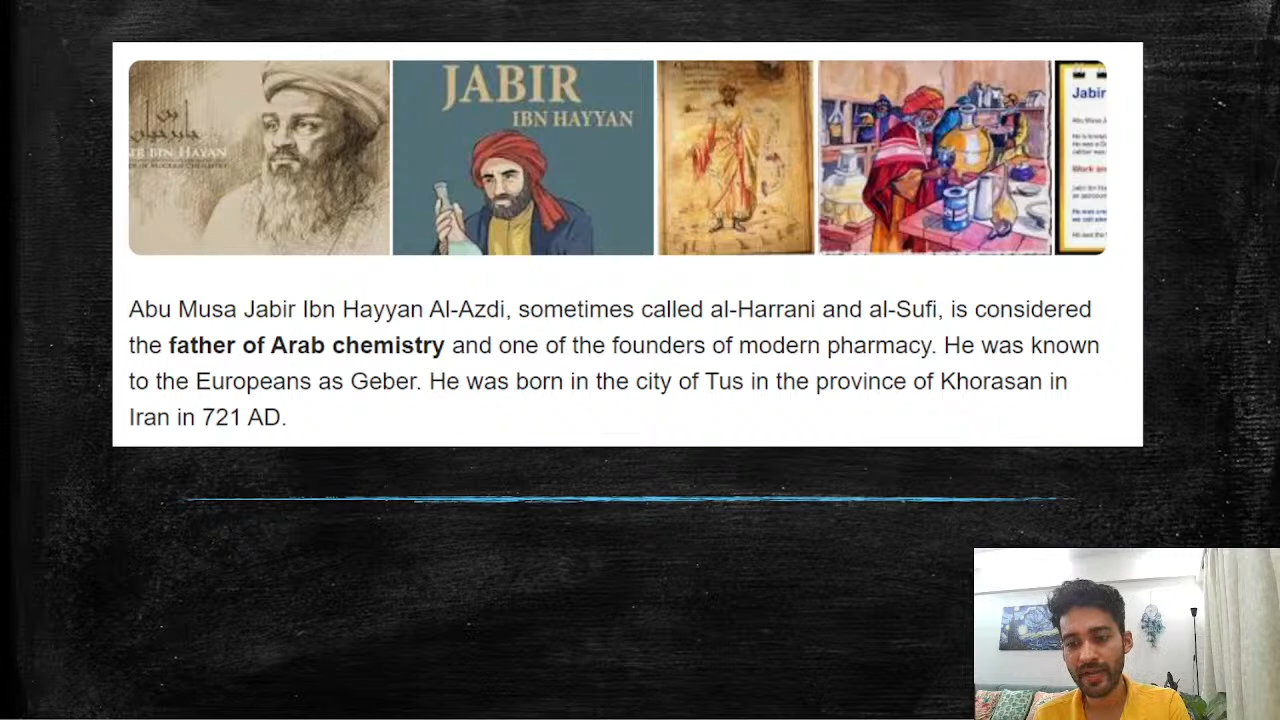 JABIR
IBN HAYYAN
BIN HAYAN
Jabir
Abu Musa Jabir Ibn Hayyan Al-Azdi, sometimes called al-Harrani and al-Sufi, is considered
the father of Arab chemistry and one of the founders of modern pharmacy. He was known
to the Europeans as Geber. He was born in the city of Tus in the province of Khorasan in
Iran in 721 AD.